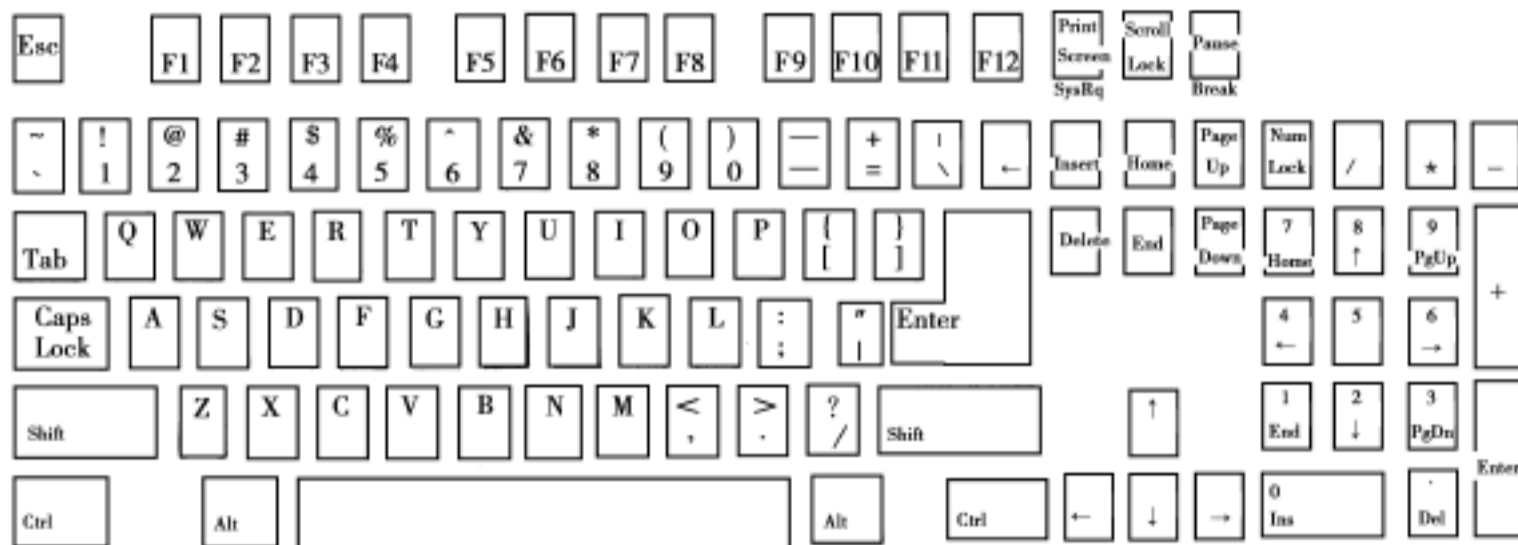 Esc F1 F2 F3 F4 F5 F6 F7 F8 F9 F10 F11 F12 Print Scroll Pause
Screen Lock
SysRq Break
~ ! @ # $ % ^ & * ( ) — + | Page Num
` 1 2 3 4 5 6 7 8 9 0 — = \ ← Insert Home Up Lock / * –
Tab Q W E R T Y U I O P { } Delete End Page 7 8 9
[ ] Down Home ↑ PgUp +
Caps A S D F G H J K L : " Enter 4 5 6
Lock ; | ← →
Z X C V B N M < > ? ↑ 1 2 3
Shift , . / Shift End ↓ PgDn
Enter
0 .
Ctrl Alt Alt Ctrl ← ↓ → Ins Del